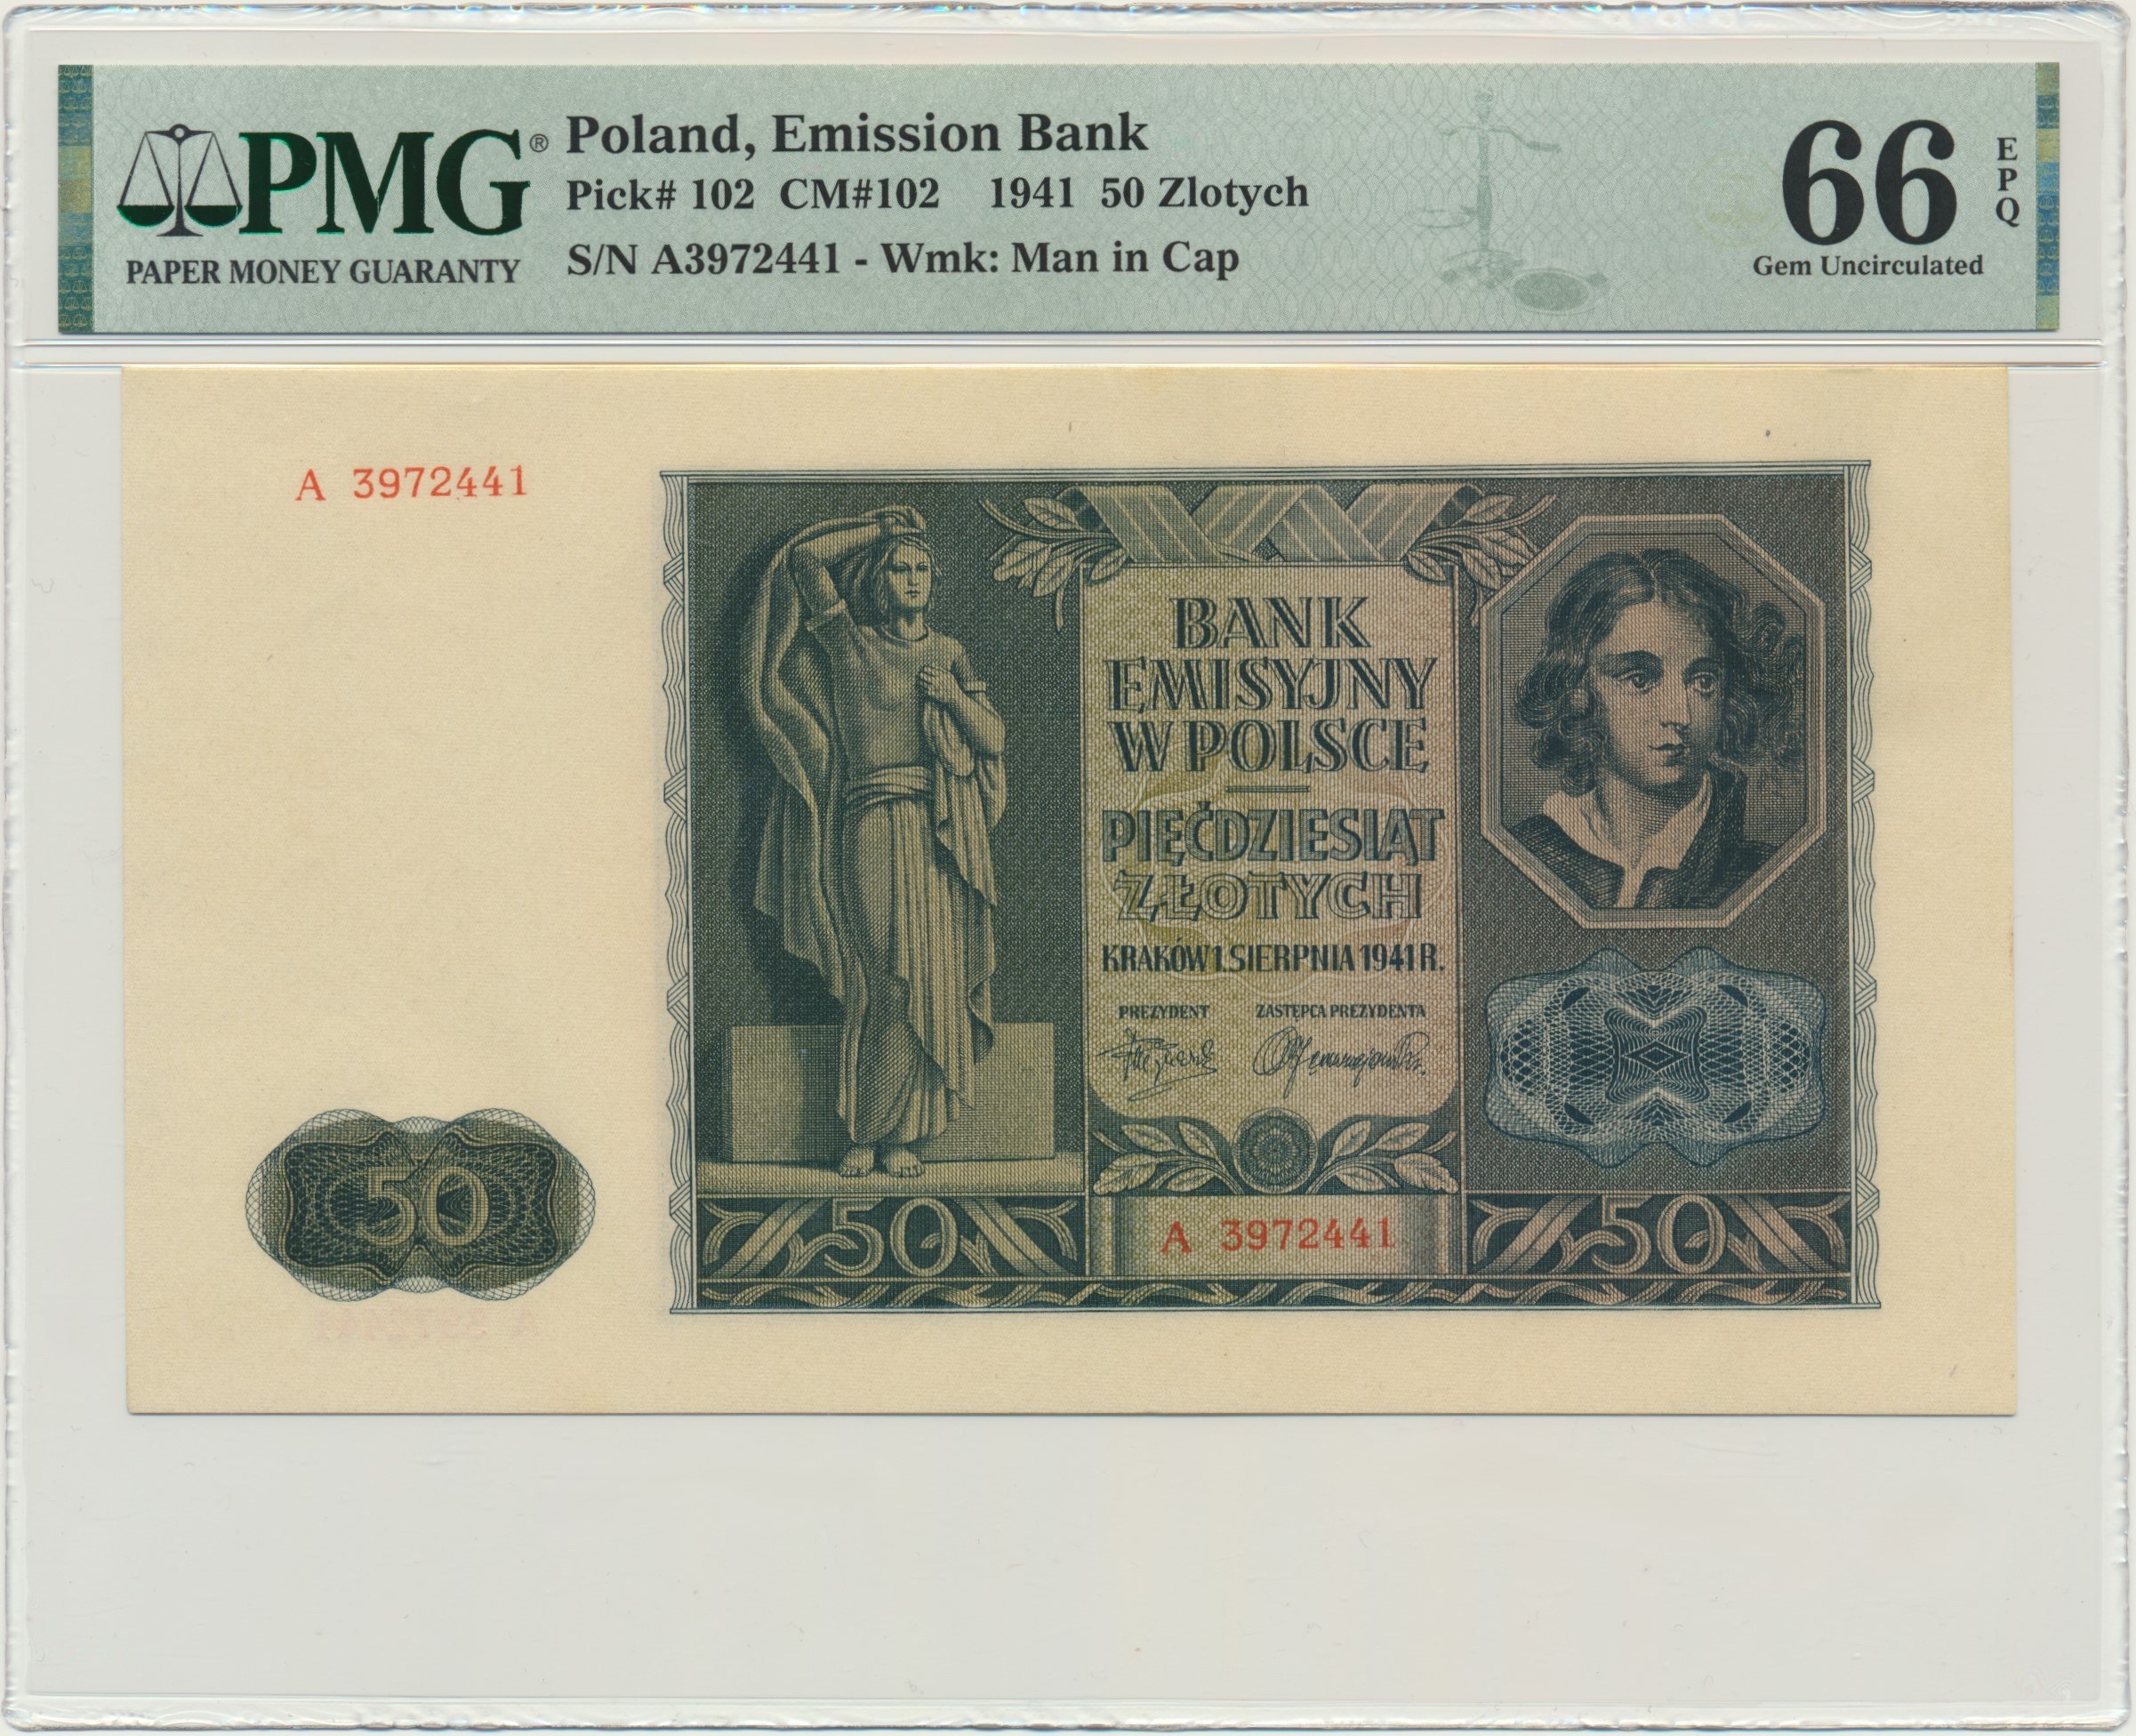 PMG®
PAPER MONEY GUARANTY
Poland, Emission Bank
Pick# 102 CM#102 1941 50 Zlotych
S/N A3972441 - Wmk: Man in Cap
66
EPQ
Gem Uncirculated
A 3972441
BANK
EMISYJNY
W POLSCE
PIĘĆDZIESIĄT
ZŁOTYCH
KRAKÓW 1.SIERPNIA 1941 R.
PREZYDENT ZASTĘPCA PREZYDENTA
50
50
A 3972441
50